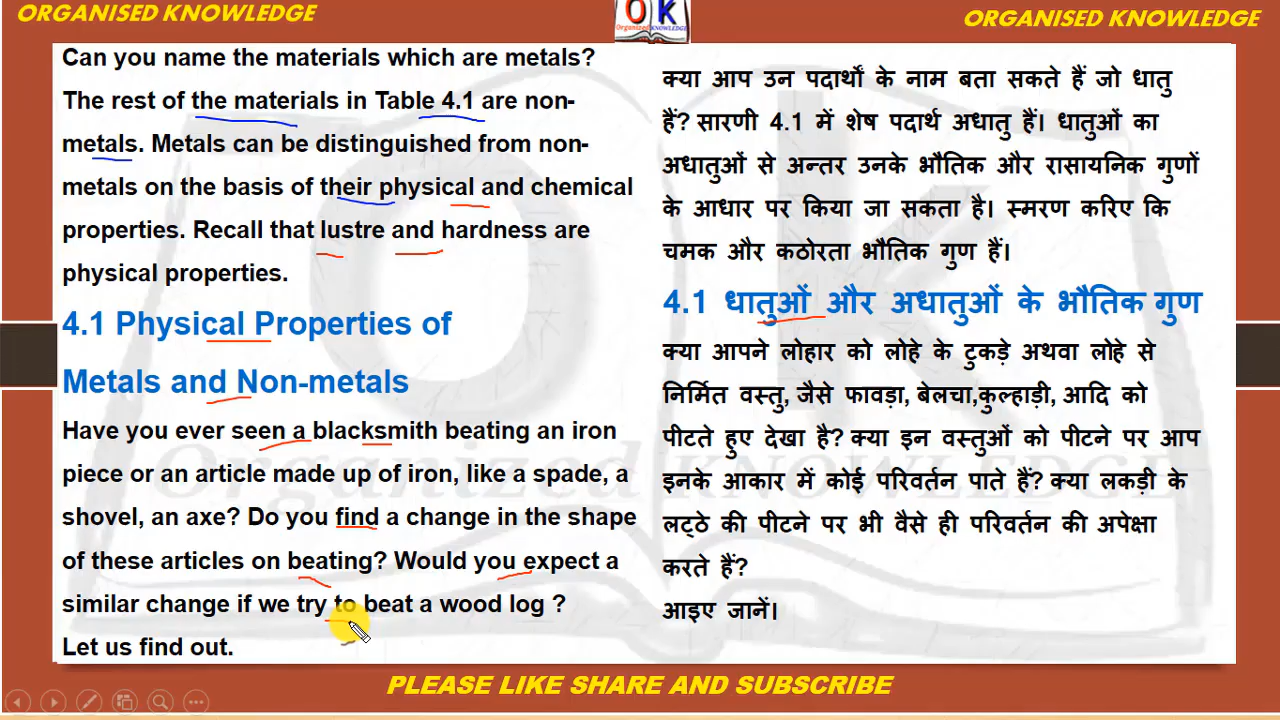 ORGANISED KNOWLEDGE
OK
Organized KNOWLEDGE
ORGANISED KNOWLEDGE
Can you name the materials which are metals?
The rest of the materials in Table 4.1 are non-
metals. Metals can be distinguished from non-
metals on the basis of their physical and chemical
properties. Recall that lustre and hardness are
physical properties.
4.1 Physical Properties of
Metals and Non-metals
Have you ever seen a blacksmith beating an iron
piece or an article made up of iron, like a spade, a
shovel, an axe? Do you find a change in the shape
of these articles on beating? Would you expect a
similar change if we try to beat a wood log ?
Let us find out.
क्या आप उन पदार्थों के नाम बता सकते हैं जो धातु
हैं? सारणी 4.1 में शेष पदार्थ अधातु हैं। धातुओं का
अधातुओं से अन्तर उनके भौतिक और रासायनिक गुणों
के आधार पर किया जा सकता है। स्मरण करिए कि
चमक और कठोरता भौतिक गुण हैं।
4.1 धातुओं और अधातुओं के भौतिक गुण
क्या आपने लोहार को लोहे के टुकड़े अथवा लोहे से
निर्मित वस्तु, जैसे फावड़ा, बेलचा,कुल्हाड़ी, आदि को
पीटते हुए देखा है? क्या इन वस्तुओं को पीटने पर आप
इनके आकार में कोई परिवर्तन पाते हैं? क्या लकड़ी के
लट्ठे की पीटने पर भी वैसे ही परिवर्तन की अपेक्षा
करते हैं?
आइए जानें।
OK
Organized KNOWLEDGE
PLEASE LIKE SHARE AND SUBSCRIBE